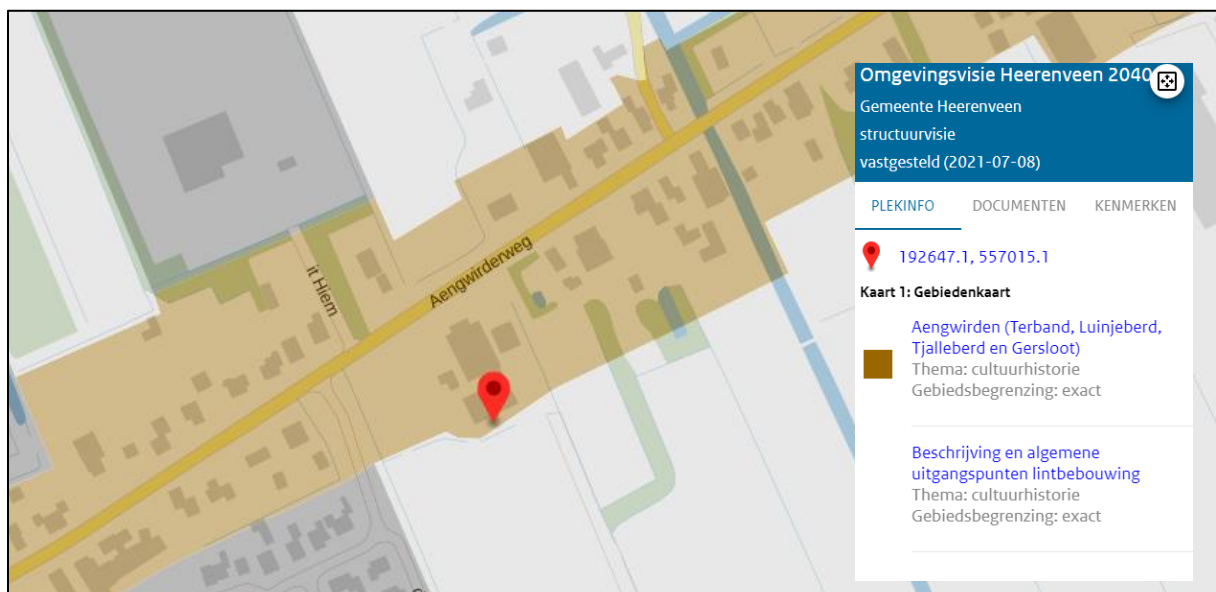 Omgevingsvisie Heerenveen 2040
Gemeente Heerenveen
structuurvisie
vastgesteld (2021-07-08)
PLEKINFO DOCUMENTEN KENMERKEN
192647.1, 557015.1
Kaart 1: Gebiedenkaart
Aengwirden (Terband, Luinjeberd,
Tjalleberd en Gersloot)
Thema: cultuurhistorie
Gebiedsbegrenzing: exact
Beschrijving en algemene
uitgangspunten lintbebouwing
Thema: cultuurhistorie
Gebiedsbegrenzing: exact
Aengwirderweg
it Hiem